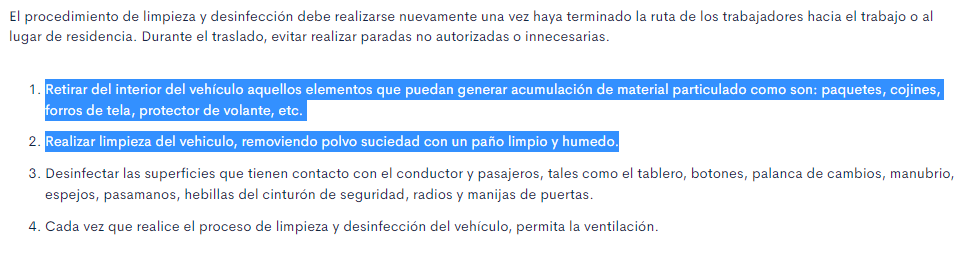 El procedimiento de limpieza y desinfección debe realizarse nuevamente una vez haya terminado la ruta de los trabajadores hacia el trabajo o al
lugar de residencia. Durante el traslado, evitar realizar paradas no autorizadas o innecesarias.
1. Retirar del interior del vehículo aquellos elementos que puedan generar acumulación de material particulado como son: paquetes, cojines,
forros de tela, protector de volante, etc.
2. Realizar limpieza del vehiculo, removiendo polvo suciedad con un paño limpio y humedo.
3. Desinfectar las superficies que tienen contacto con el conductor y pasajeros, tales como el tablero, botones, palanca de cambios, manubrio,
espejos, pasamanos, hebillas del cinturón de seguridad, radios y manijas de puertas.
4. Cada vez que realice el proceso de limpieza y desinfección del vehículo, permita la ventilación.